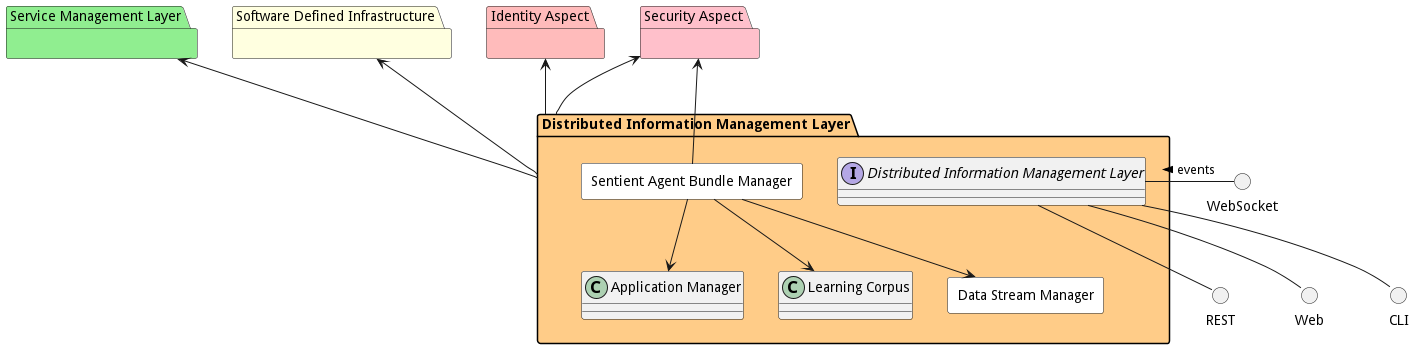 Service Management Layer
Software Defined Infrastructure
Identity Aspect
Security Aspect
Distributed Information Management Layer
Sentient Agent Bundle Manager
I Distributed Information Management Layer
events
WebSocket
C Application Manager
C Learning Corpus
Data Stream Manager
REST
Web
CLI